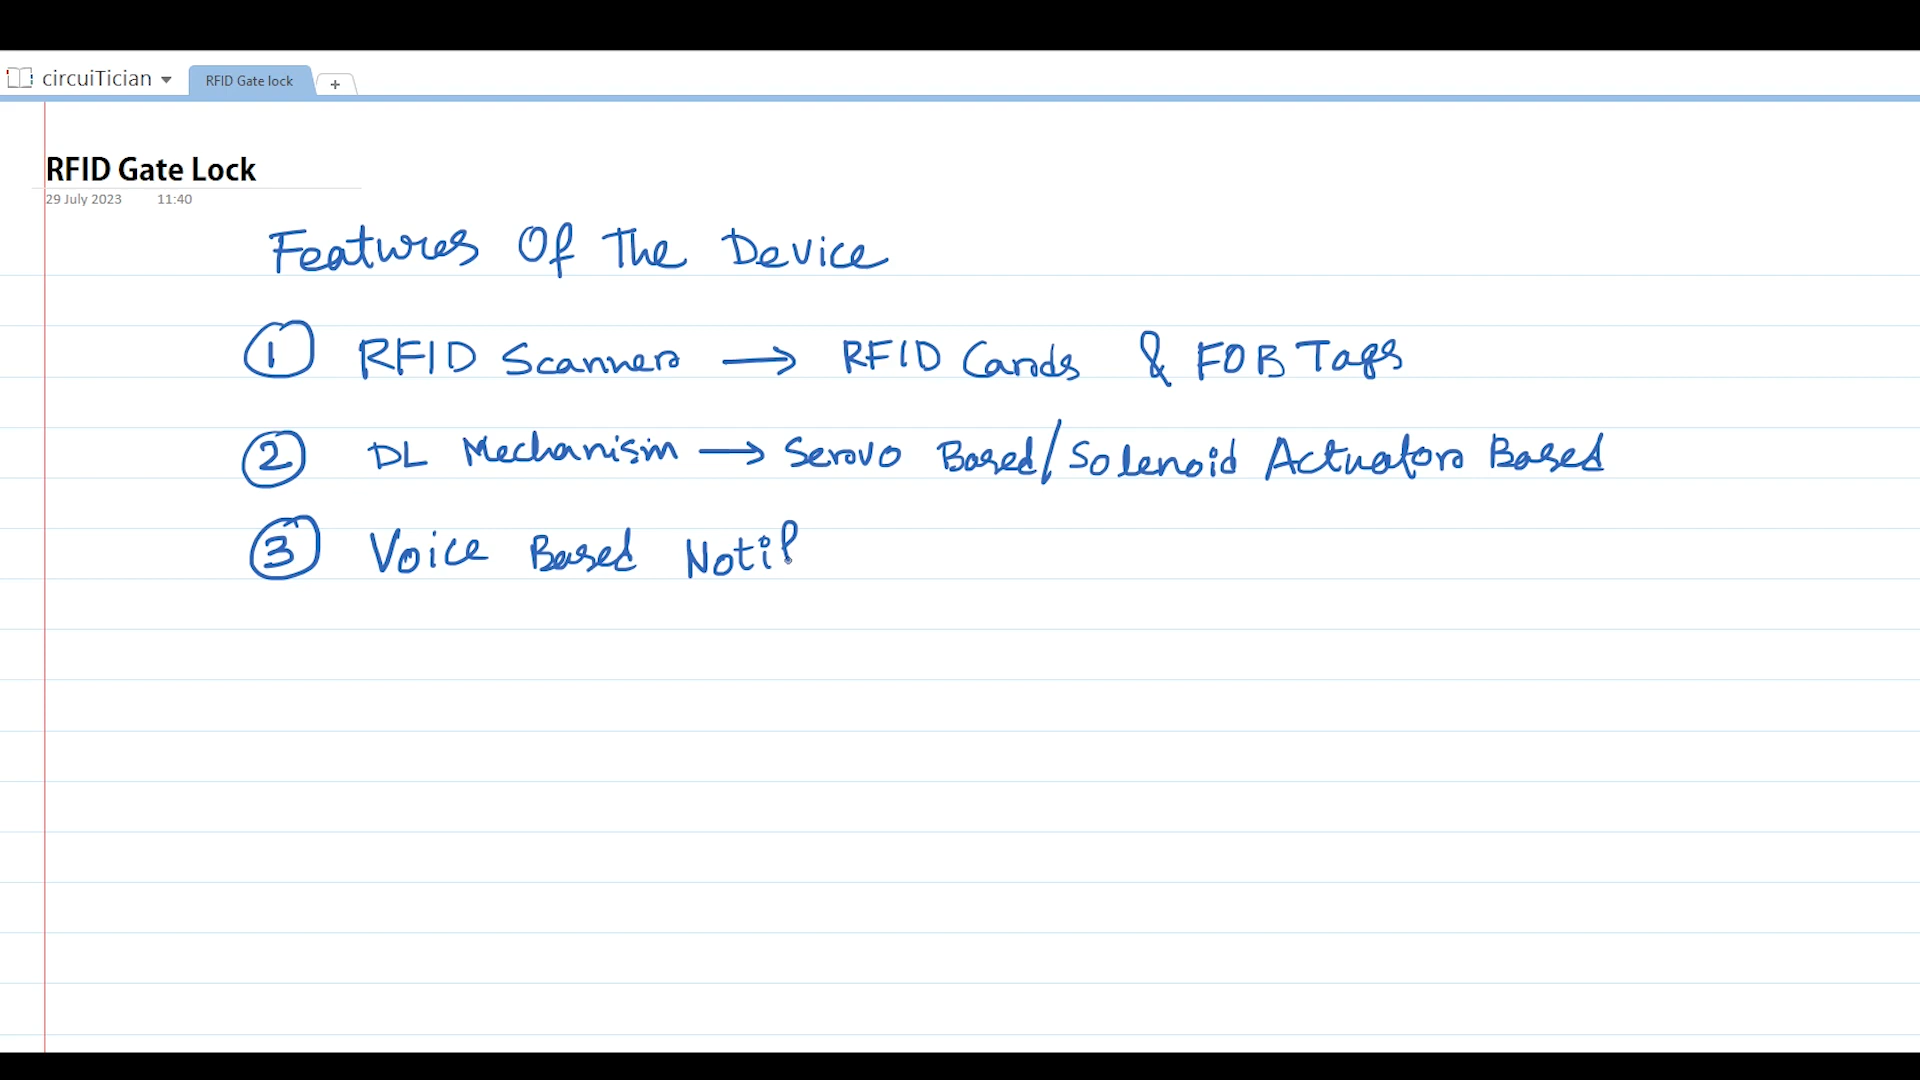 circuiTician
RFID Gate lock
RFID Gate Lock
29 July 2023 11:40
Features Of The Device
1 RFID Scanner → RFID Cards & FOB Tags
2 DL Mechanism → Servo Based/Solenoid Actuator Based
3 Voice Based Notif